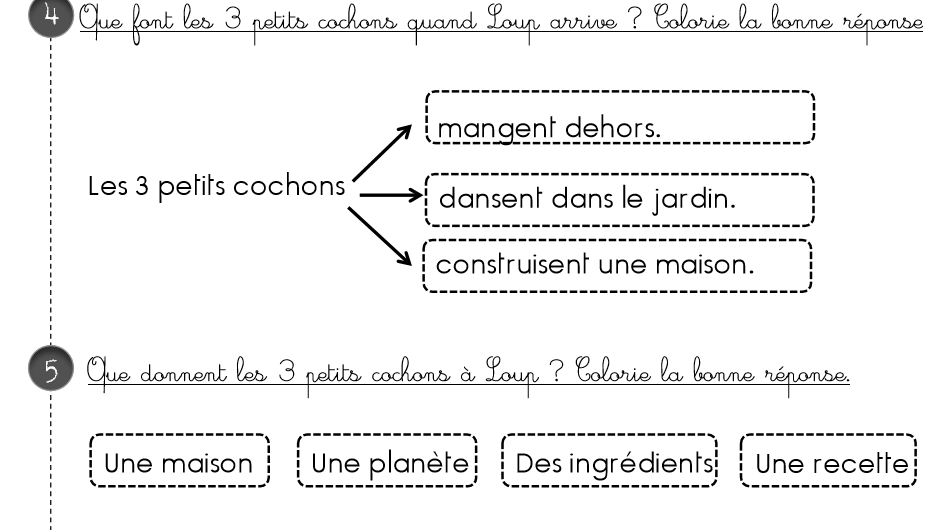 4 Que font les 3 petits cochons quand Loup arrive ? Colorie la bonne réponse
mangent dehors.
Les 3 petits cochons
dansent dans le jardin.
construisent une maison.
5 Que donnent les 3 petits cochons à Loup ? Colorie la bonne réponse.
Une maison Une planète Des ingrédients Une recette